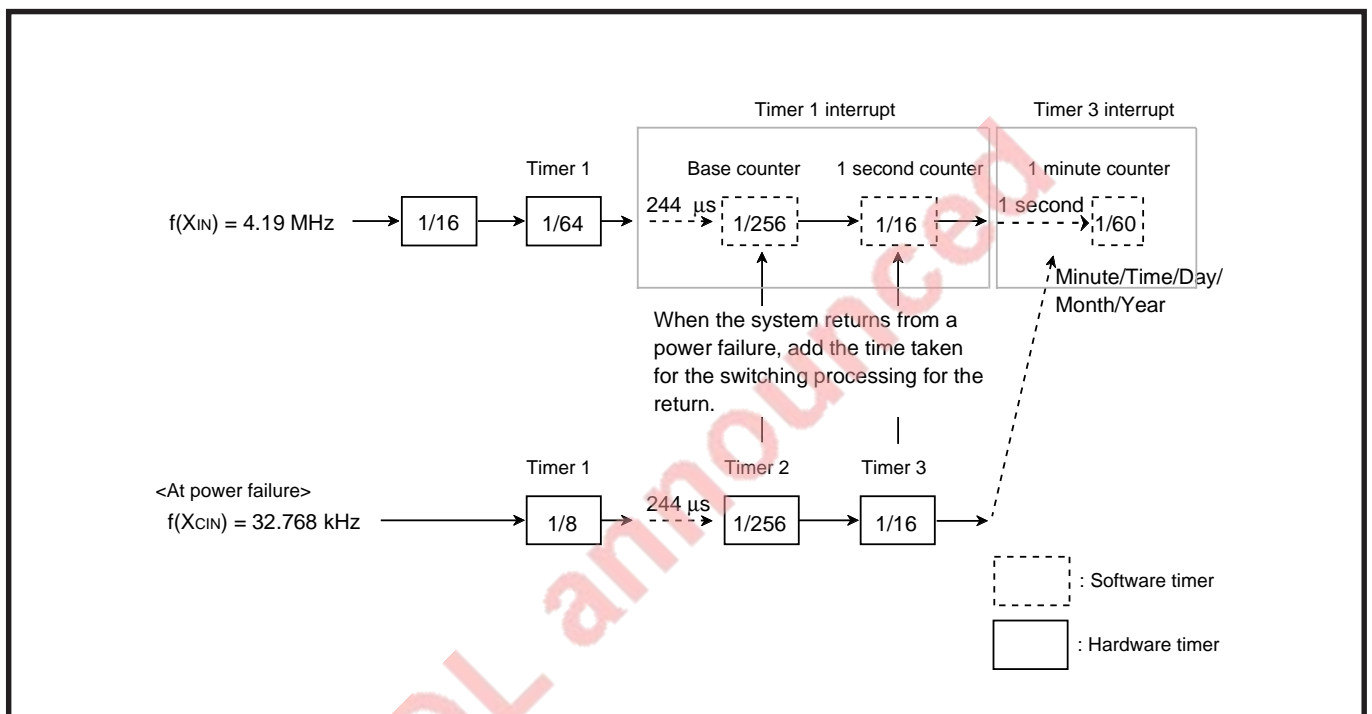 Timer 1 interrupt
Timer 3 interrupt
Timer 1
Base counter
1 second counter
1 minute counter
f(XIN) = 4.19 MHz
1/16
1/64
244 μs
1/256
1/16
1 second
1/60
Minute/Time/Day/
Month/Year
When the system returns from a
power failure, add the time taken
for the switching processing for the
return.
Timer 1
Timer 2
Timer 3
<At power failure>
f(XCIN) = 32.768 kHz
1/8
244 μs
1/256
1/16
: Software timer
: Hardware timer
announced